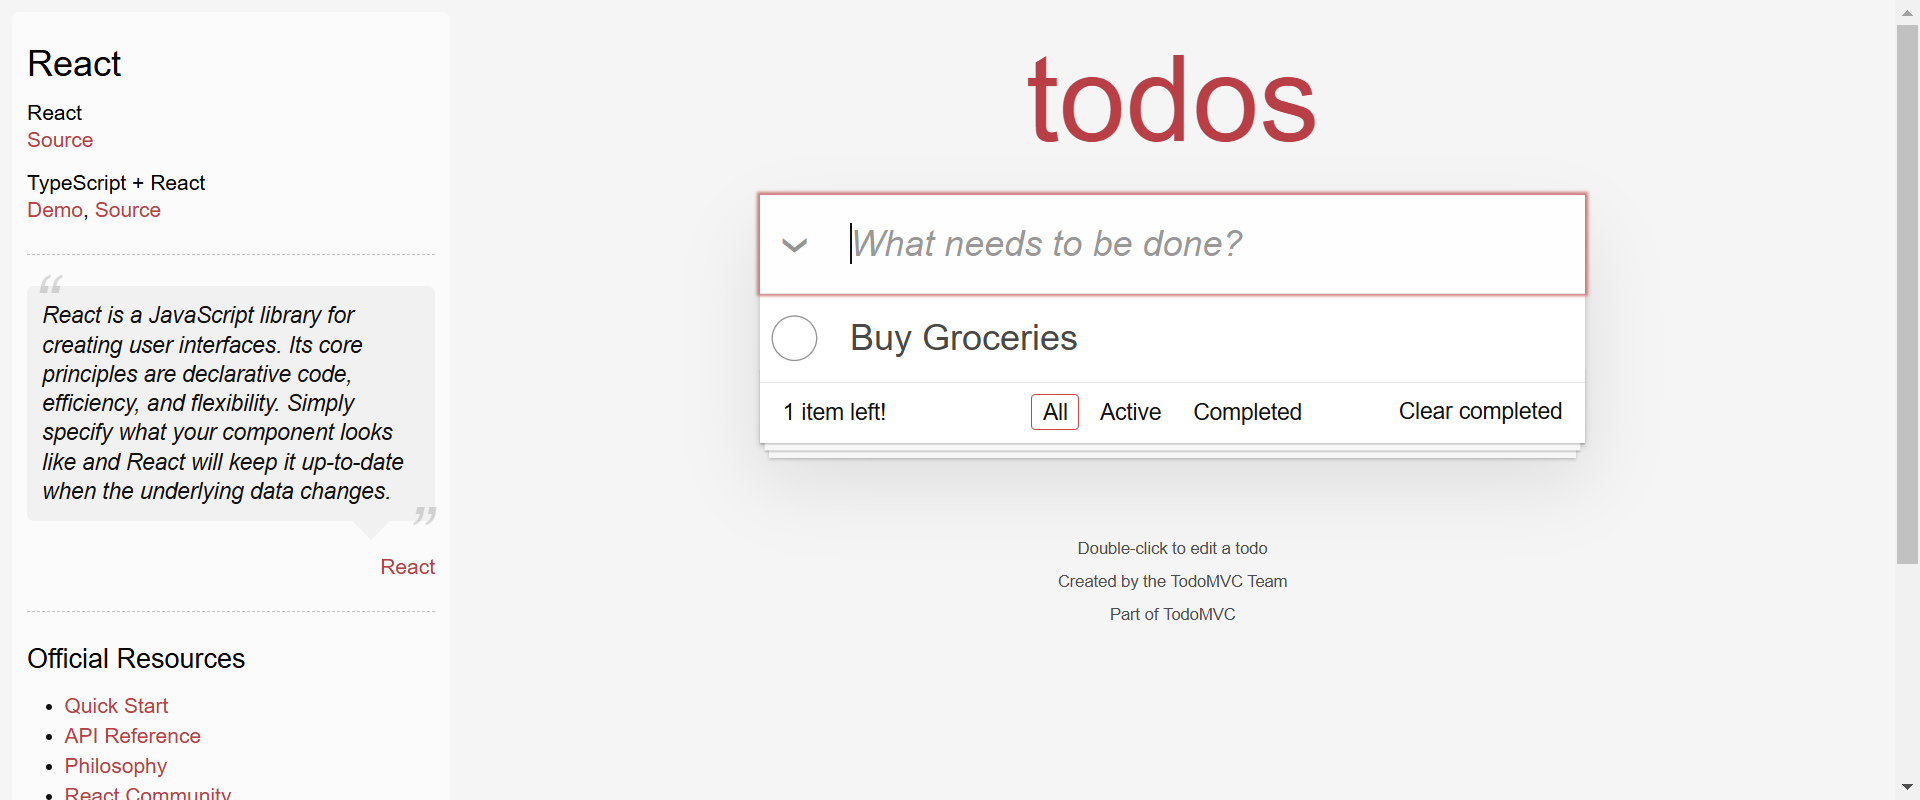 React
React
Source
TypeScript + React
Demo, Source
“
React is a JavaScript library for
creating user interfaces. Its core
principles are declarative code,
efficiency, and flexibility. Simply
specify what your component looks
like and React will keep it up-to-date
when the underlying data changes.
”
React
Official Resources
• Quick Start
• API Reference
• Philosophy
• React Community
todos
What needs to be done?
Buy Groceries
1 item left!
All Active Completed
Clear completed
Double-click to edit a todo
Created by the TodoMVC Team
Part of TodoMVC